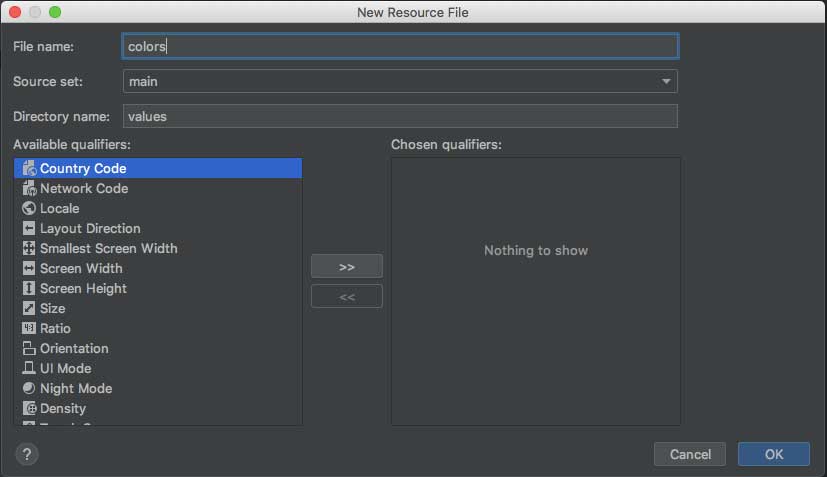 New Resource File
File name:
colors
Source set:
main
Directory name:
values
Available qualifiers:
Chosen qualifiers:
Country Code
Network Code
Locale
Layout Direction
Smallest Screen Width
Screen Width
Screen Height
Size
Ratio
Orientation
UI Mode
Night Mode
Density
>>
<<
Nothing to show
?
Cancel
OK